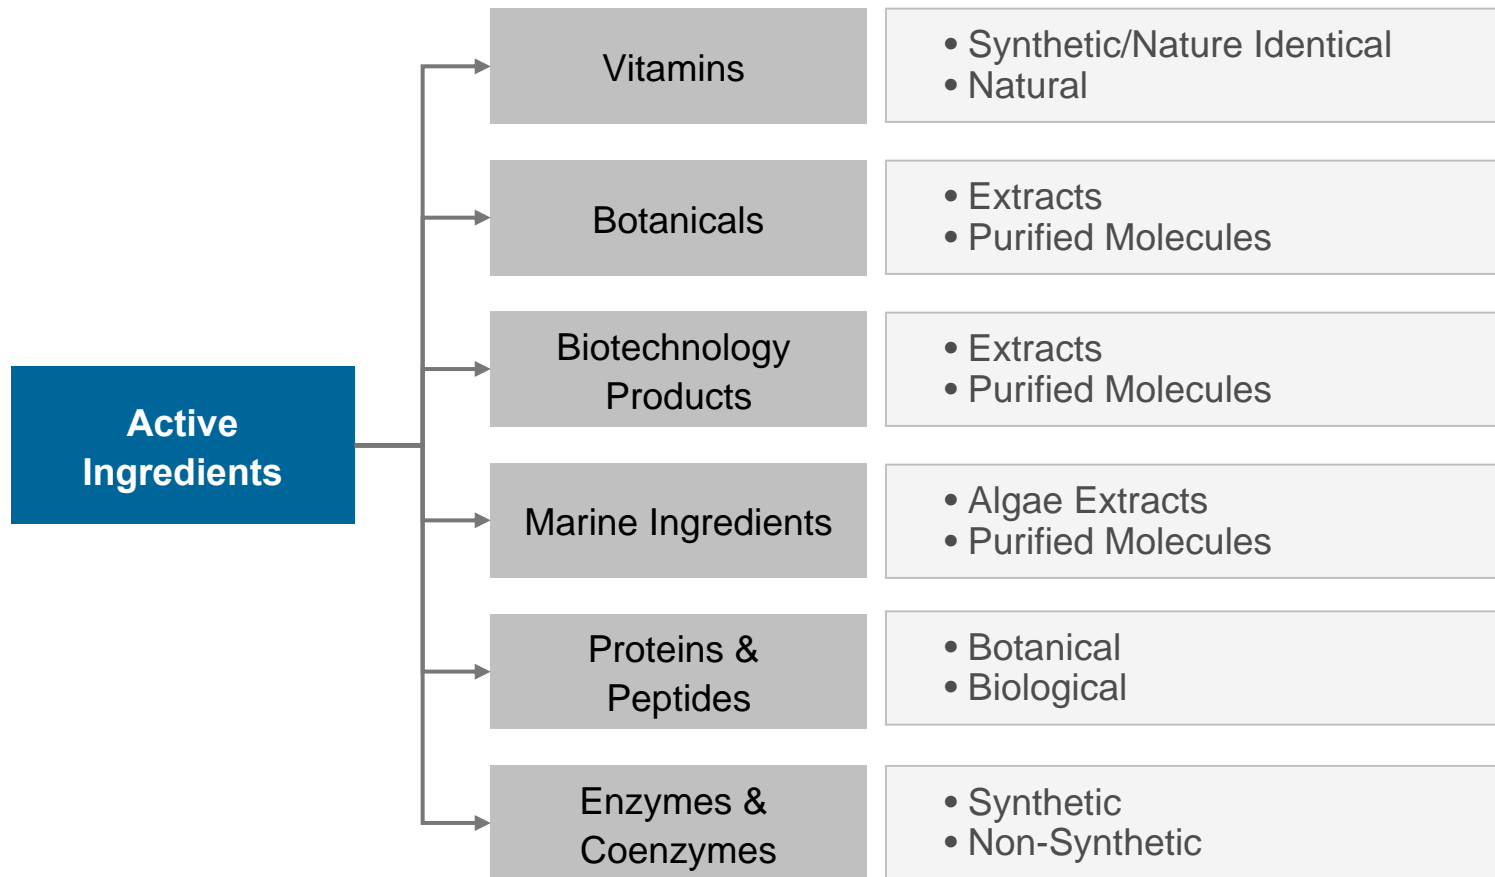 Active
Ingredients
Vitamins
• Synthetic/Nature Identical
• Natural
Botanicals
• Extracts
• Purified Molecules
Biotechnology
Products
• Extracts
• Purified Molecules
Marine Ingredients
• Algae Extracts
• Purified Molecules
Proteins &
Peptides
• Botanical
• Biological
Enzymes &
Coenzymes
• Synthetic
• Non-Synthetic